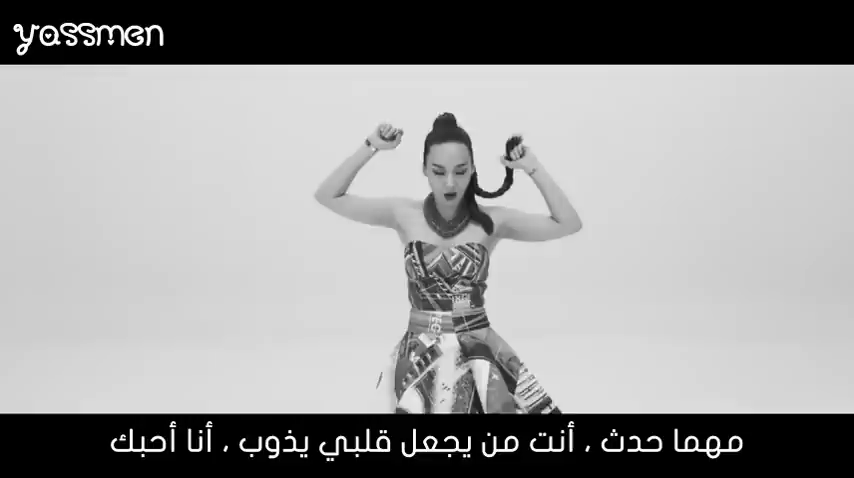 yassmen
مهما حدث ، أنت من يجعل قلبي يذوب ، أنا أحبك